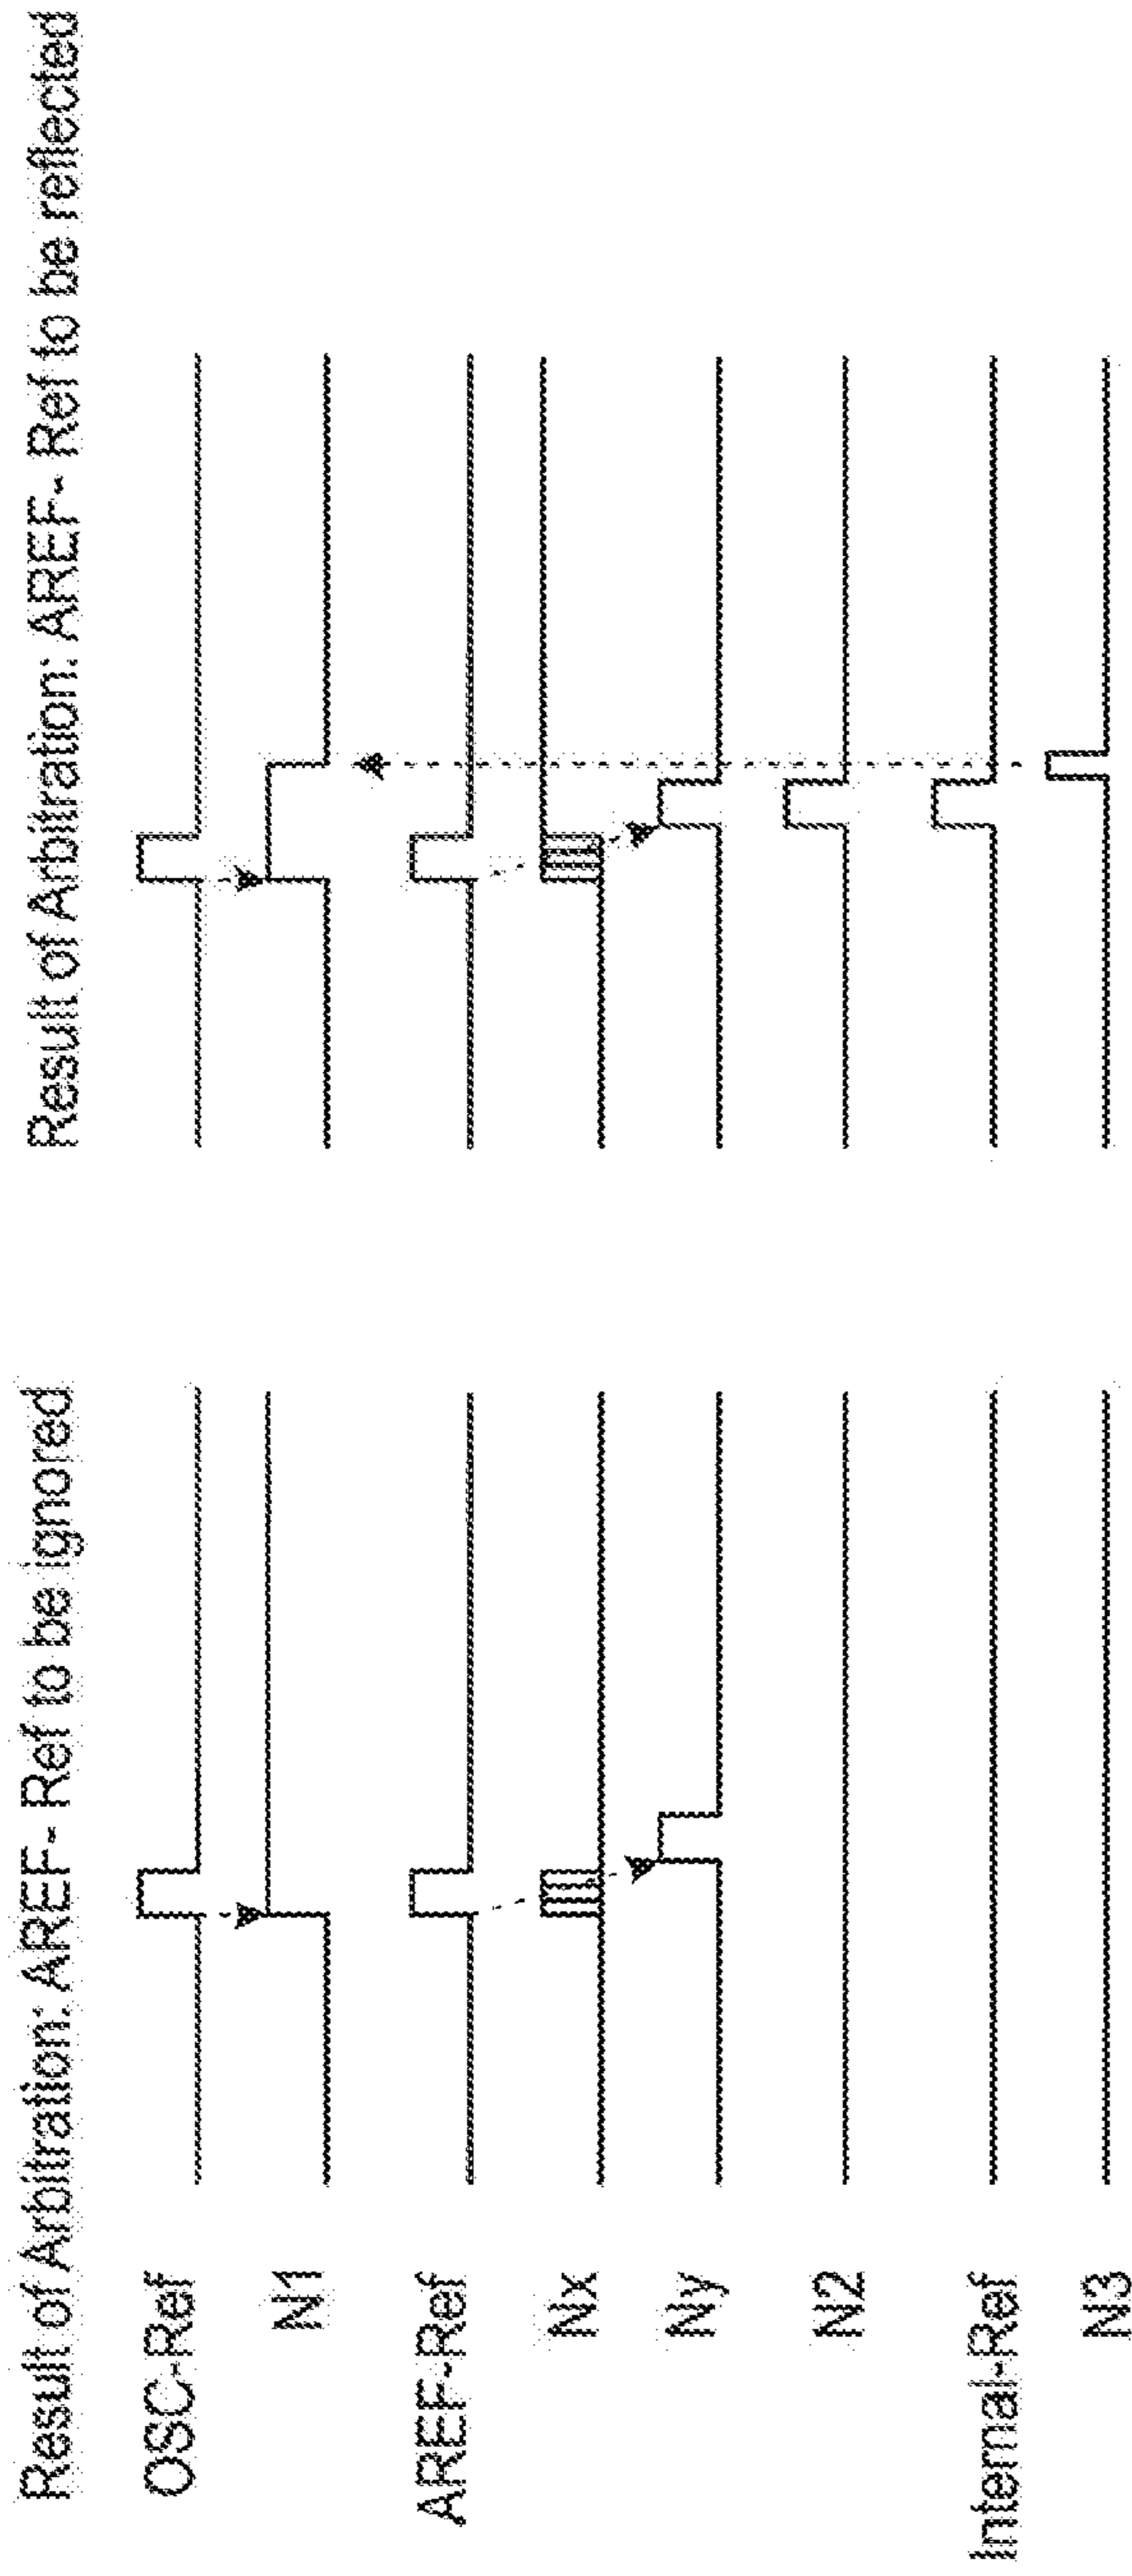 Result of Arbitration: AREF- Ref to be ignored
Result of Arbitration: AREF- Ref to be reflected
OSC-Ref
N1
AREF-Ref
Nx
Ny
N2
Internal-Ref
N3